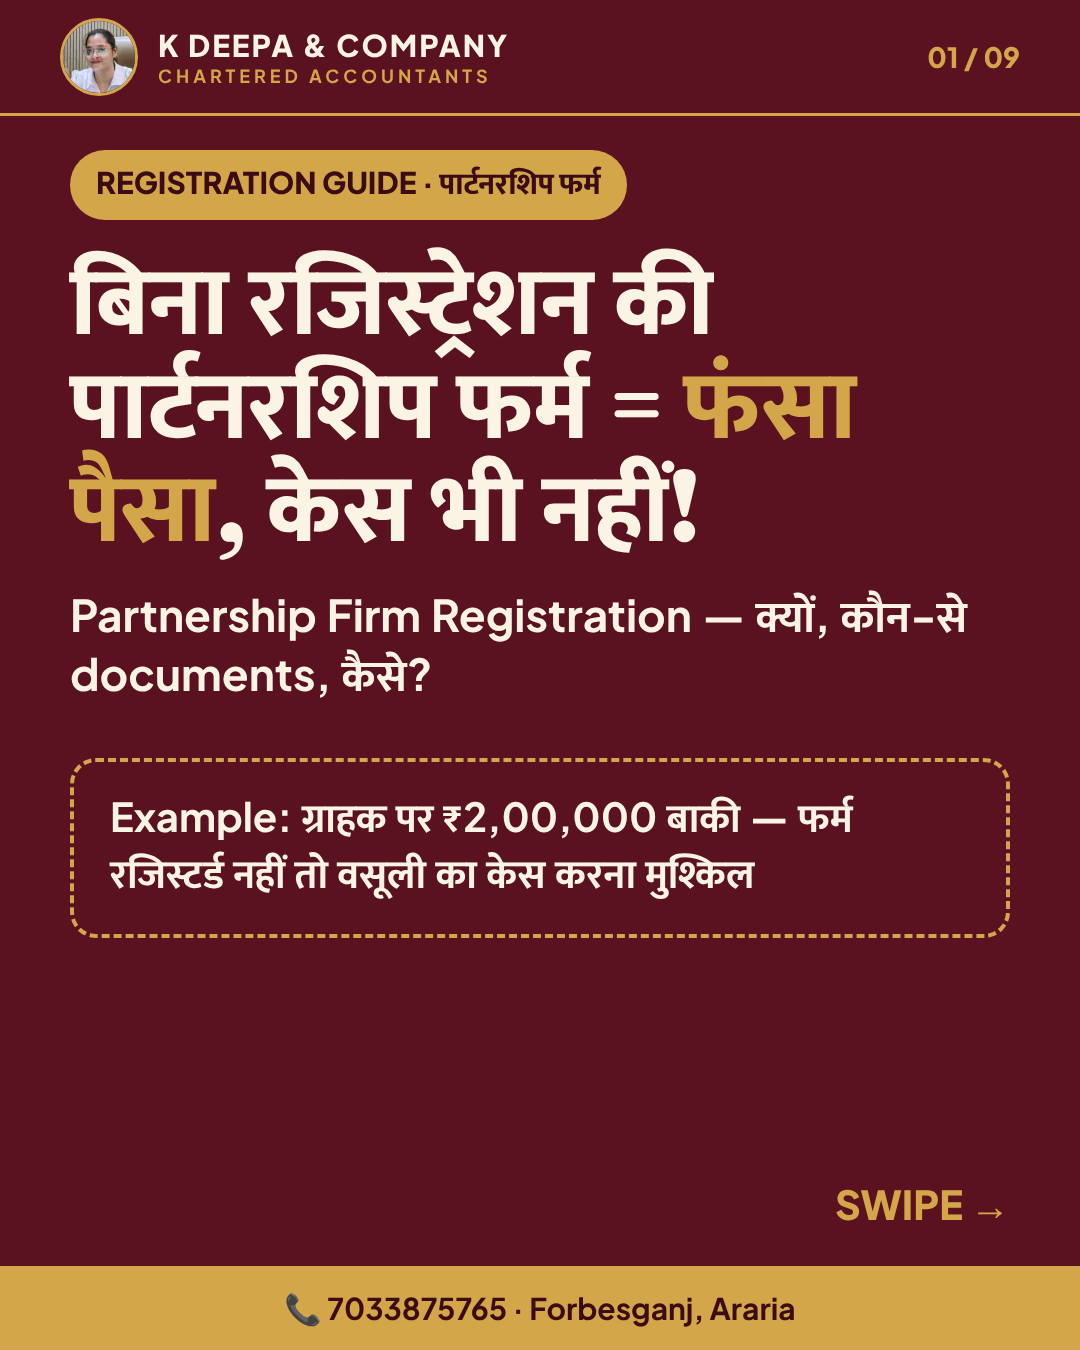 K DEEPA & COMPANY
CHARTERED ACCOUNTANTS
01 / 09
REGISTRATION GUIDE · पार्टनरशिप फर्म
बिना रजिस्ट्रेशन की
पार्टनरशिप फर्म = फंसा
पैसा, केस भी नहीं!
Partnership Firm Registration — क्यों, कौन-से
documents, कैसे?
Example: ग्राहक पर ₹2,00,000 बाकी — फर्म
रजिस्टर्ड नहीं तो वसूली का केस करना मुश्किल
SWIPE →
📞 7033875765 · Forbesganj, Araria